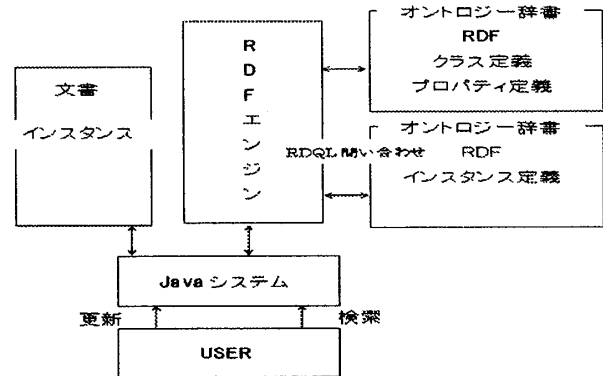 文書
インスタンス
R
D
F
エ
ン
ジ
ン
オントロジー辞書
RDF
クラス定義
プロパティ定義
オントロジー辞書
RDQL問い合わせ
RDF
インスタンス定義
Javaシステム
更新
検索
USER